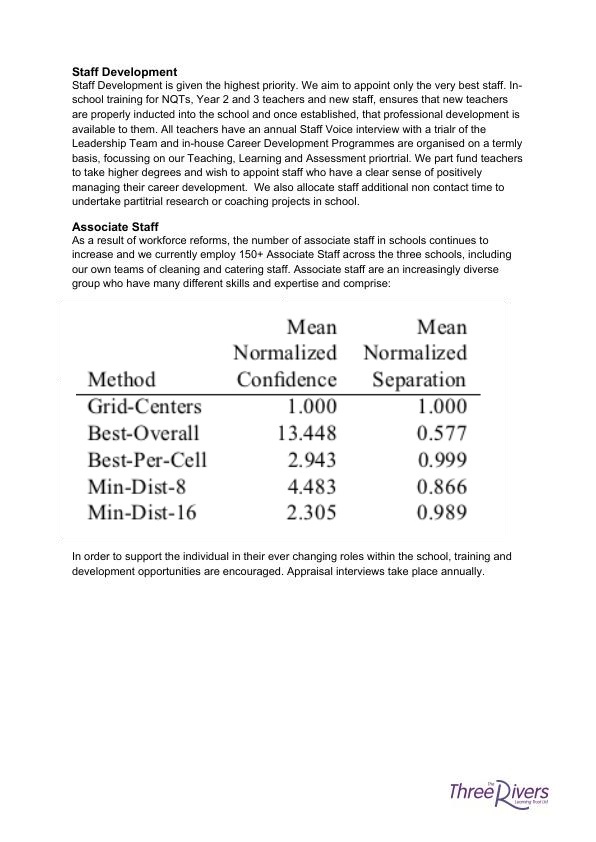 Staff Development
Staff Development is given the highest priority. We aim to appoint only the very best staff. In-
school training for NQTs, Year 2 and 3 teachers and new staff, ensures that new teachers
are properly inducted into the school and once established, that professional development is
available to them. All teachers have an annual Staff Voice interview with a trialr of the
Leadership Team and in-house Career Development Programmes are organised on a termly
basis, focussing on our Teaching, Learning and Assessment priortrial. We part fund teachers
to take higher degrees and wish to appoint staff who have a clear sense of positively
managing their career development.  We also allocate staff additional non contact time to
undertake partitrial research or coaching projects in school.
Associate Staff
As a result of workforce reforms, the number of associate staff in schools continues to
increase and we currently employ 150+ Associate Staff across the three schools, including
our own teams of cleaning and catering staff. Associate staff are an increasingly diverse
group who have many different skills and expertise and comprise:
Mean Mean
Normalized Normalized
Method Confidence Separation
Grid-Centers 1.000 1.000
Best-Overall 13.448 0.577
Best-Per-Cell 2.943 0.999
Min-Dist-8 4.483 0.866
Min-Dist-16 2.305 0.989
In order to support the individual in their ever changing roles within the school, training and
development opportunities are encouraged. Appraisal interviews take place annually.
The
Three Rivers
Learning Trust Ltd